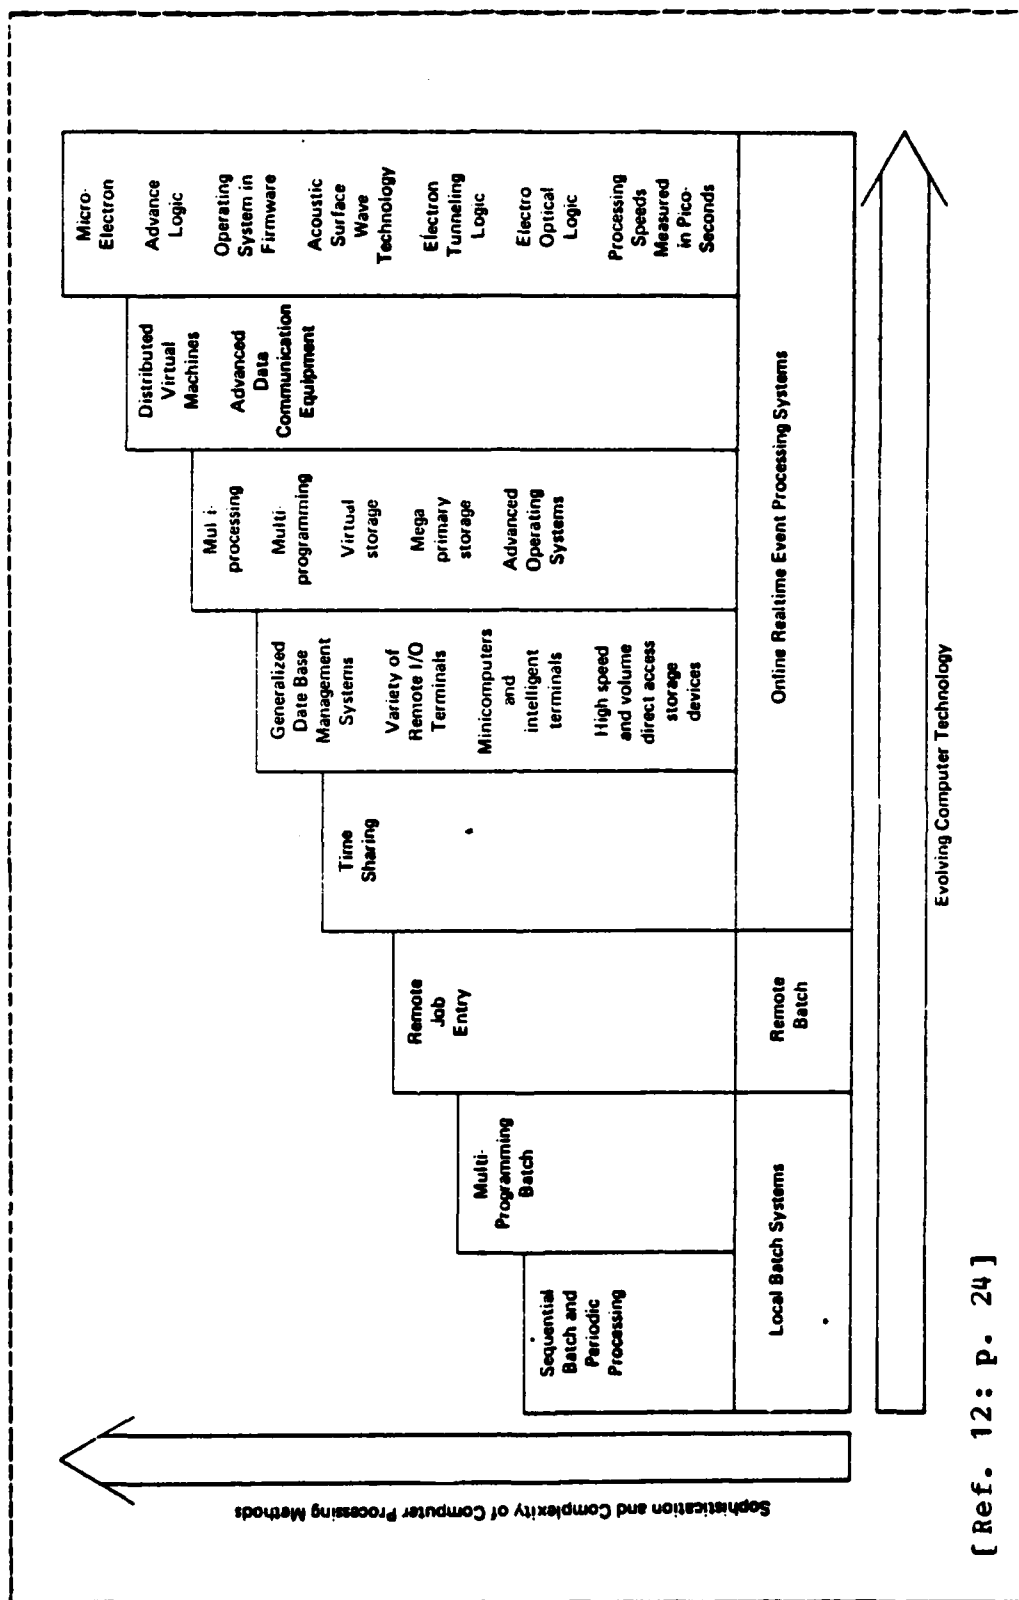 Sophistication and Complexity of Computer Processing Methods
Sequential
Batch and
Periodic
Processing
Multi-
Programming
Batch
Remote
Job
Entry
Time
Sharing
Generalized
Date Base
Management
Systems
Variety of
Remote I/O
Terminals
Minicomputers
and
intelligent
terminals
High speed
and volume
direct access
storage
devices
Mul i-
processing
Multi-
programming
Virtual
storage
Mega
primary
storage
Advanced
Operating
Systems
Distributed
Virtual
Machines
Advanced
Data
Communication
Equipment
Micro-
Electron
Advance
Logic
Operating
System in
Firmware
Acoustic
Surface
Wave
Technology
Electron
Tunneling
Logic
Electro
Optical
Logic
Processing
Speeds
Measured
in Pico-
Seconds
Local Batch Systems
Remote
Batch
Online Realtime Event Processing Systems
Evolving Computer Technology
[Ref. 12: p. 24]